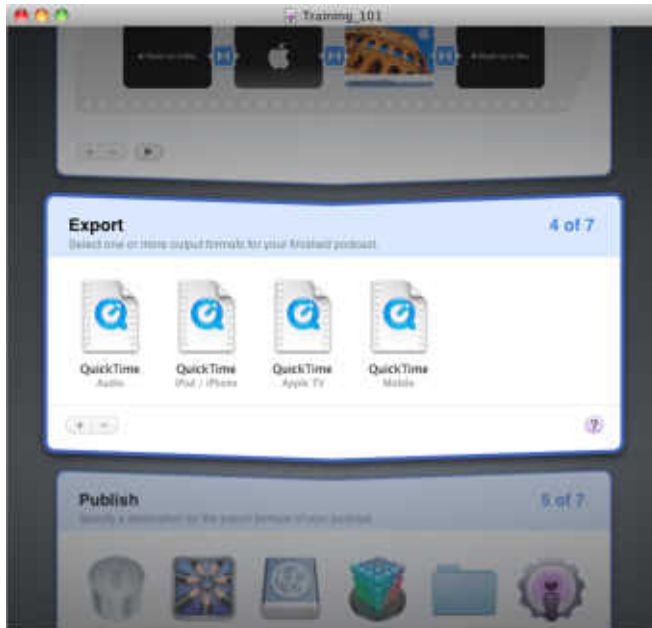 Training_101
Export
4 of 7
Select one or more output formats for your finished podcast.
QuickTime
Audio
QuickTime
iPod / iPhone
QuickTime
Apple TV
QuickTime
Mobile
+ −
?
Publish
5 of 7